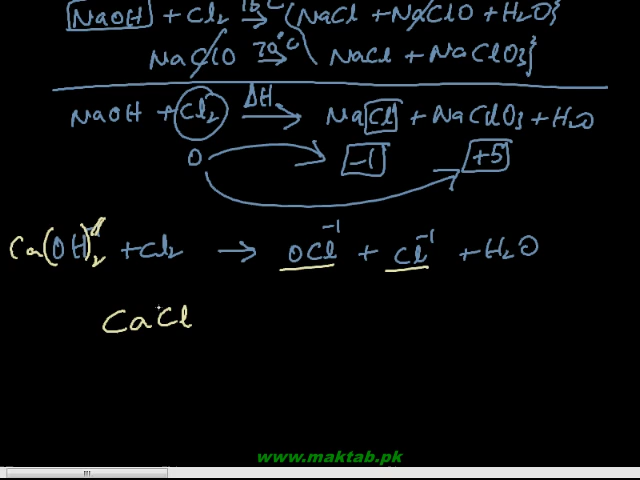 NaOH + Cl₂ → (NaCl + NaClO + H₂O}
NaClO 70°C → NaCl + NaClO₃}
NaOH + Cl₂ ΔH → NaCl + NaClO₃ + H₂O
0 -1 +5
Ca(OH)₂ + Cl₂ → OCl⁻¹ + Cl⁻¹ + H₂O
CaCl
www.maktab.pk